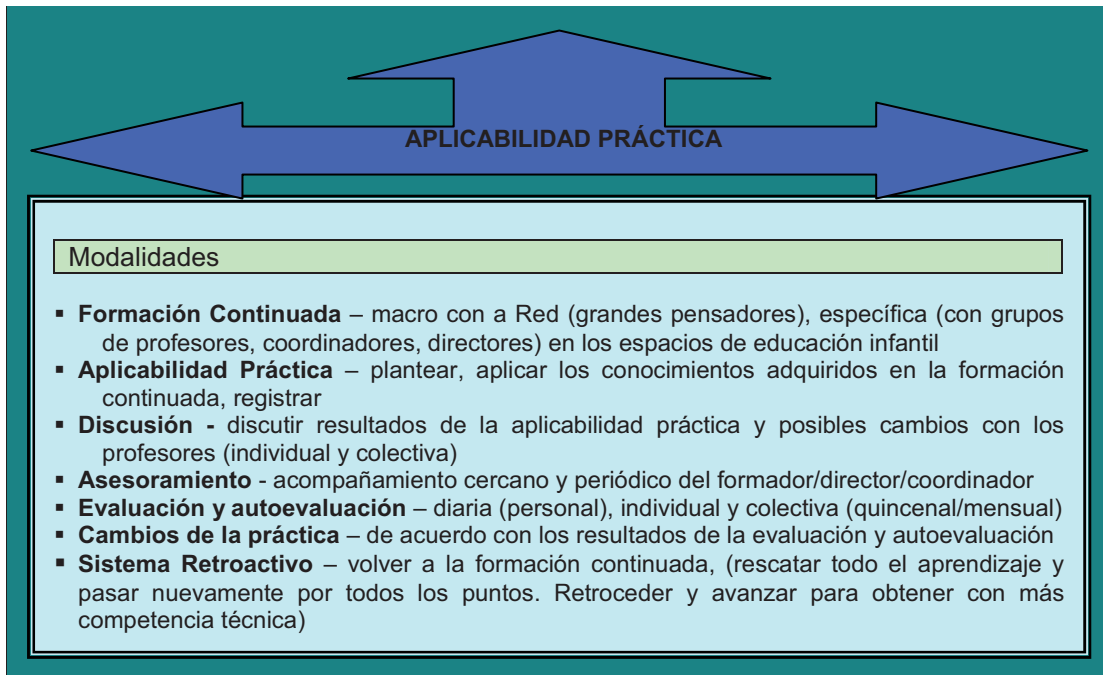 APLICABILIDAD PRÁCTICA
Modalidades
▪ Formación Continuada – macro con a Red (grandes pensadores), específica (con grupos
de profesores, coordinadores, directores) en los espacios de educación infantil
▪ Aplicabilidad Práctica – plantear, aplicar los conocimientos adquiridos en la formación
continuada, registrar
▪ Discusión - discutir resultados de la aplicabilidad práctica y posibles cambios con los
profesores (individual y colectiva)
▪ Asesoramiento - acompañamiento cercano y periódico del formador/director/coordinador
▪ Evaluación y autoevaluación – diaria (personal), individual y colectiva (quincenal/mensual)
▪ Cambios de la práctica – de acuerdo con los resultados de la evaluación y autoevaluación
▪ Sistema Retroactivo – volver a la formación continuada, (rescatar todo el aprendizaje y
pasar nuevamente por todos los puntos. Retroceder y avanzar para obtener con más
competencia técnica)